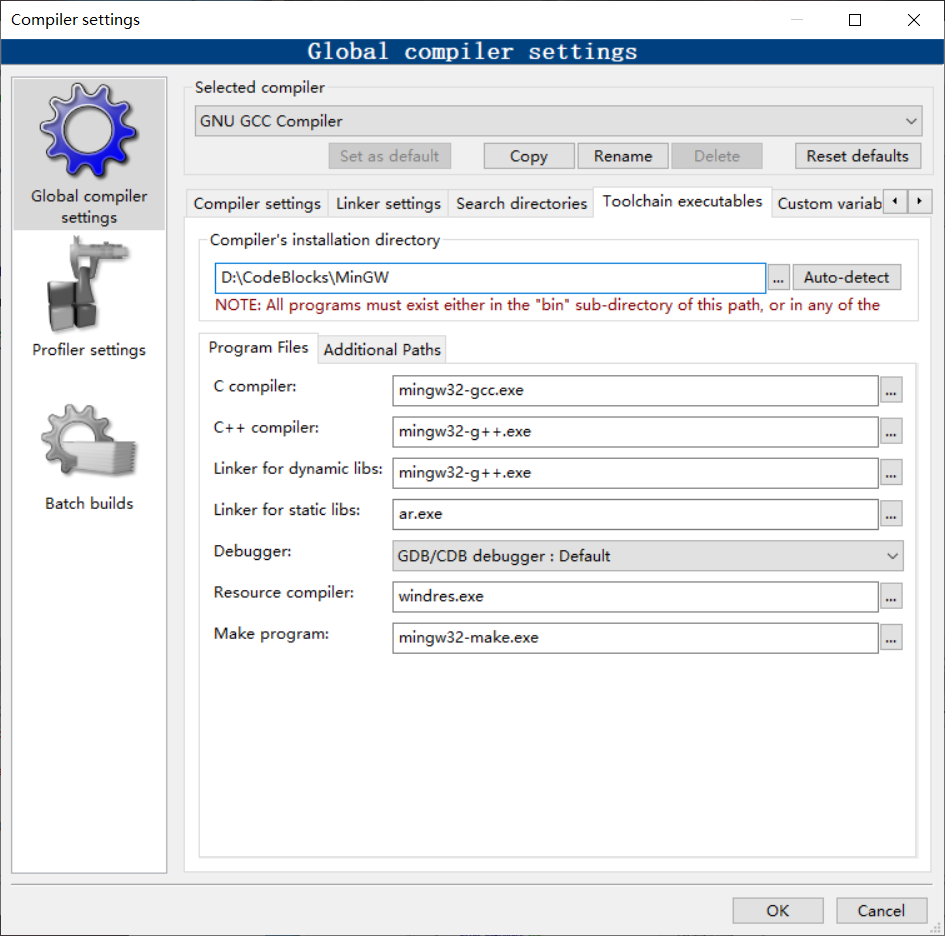 Compiler settings
Global compiler settings
Global compiler
settings
Profiler settings
Batch builds
Selected compiler
GNU GCC Compiler
Set as default
Copy
Rename
Delete
Reset defaults
Compiler settings
Linker settings
Search directories
Toolchain executables
Custom variab
Compiler's installation directory
D:\CodeBlocks\MinGW
...
Auto-detect
NOTE: All programs must exist either in the "bin" sub-directory of this path, or in any of the
Program Files
Additional Paths
C compiler:
mingw32-gcc.exe
...
C++ compiler:
mingw32-g++.exe
...
Linker for dynamic libs:
mingw32-g++.exe
...
Linker for static libs:
ar.exe
...
Debugger:
GDB/CDB debugger : Default
Resource compiler:
windres.exe
...
Make program:
mingw32-make.exe
...
OK
Cancel